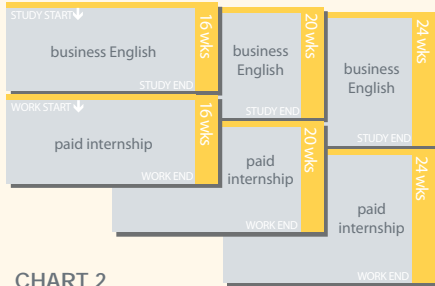 STUDY START
business English
STUDY END
16 wks
business
English
STUDY END
20 wks
business
English
STUDY END
24 wks
WORK START
paid internship
WORK END
16 wks
paid
internship
WORK END
20 wks
paid
internship
WORK END
24 wks
CHART 2